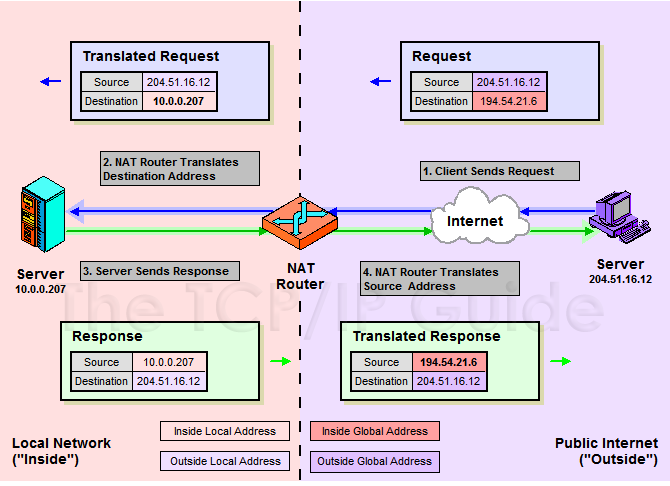 Translated Request
Source 204.51.16.12
Destination 10.0.0.207
Request
Source 204.51.16.12
Destination 194.54.21.6
2. NAT Router Translates
Destination Address
1. Client Sends Request
Internet
Server
10.0.0.207
3. Server Sends Response
NAT
Router
4. NAT Router Translates
Source Address
Server
204.51.16.12
The TCP/IP Guide
Response
Source 10.0.0.207
Destination 204.51.16.12
Translated Response
Source 194.54.21.6
Destination 204.51.16.12
Local Network
("Inside")
Inside Local Address
Inside Global Address
Outside Local Address
Outside Global Address
Public Internet
("Outside")